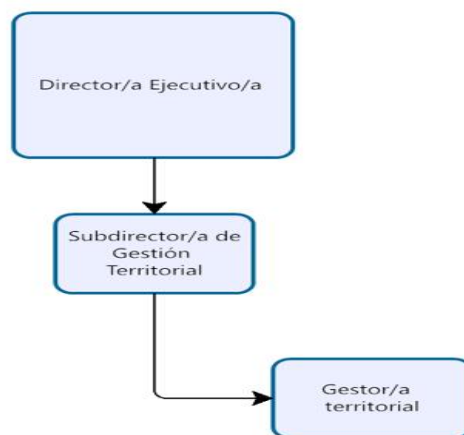 Director/a Ejecutivo/a
Subdirector/a de
Gestión
Territorial
Gestor/a
territorial